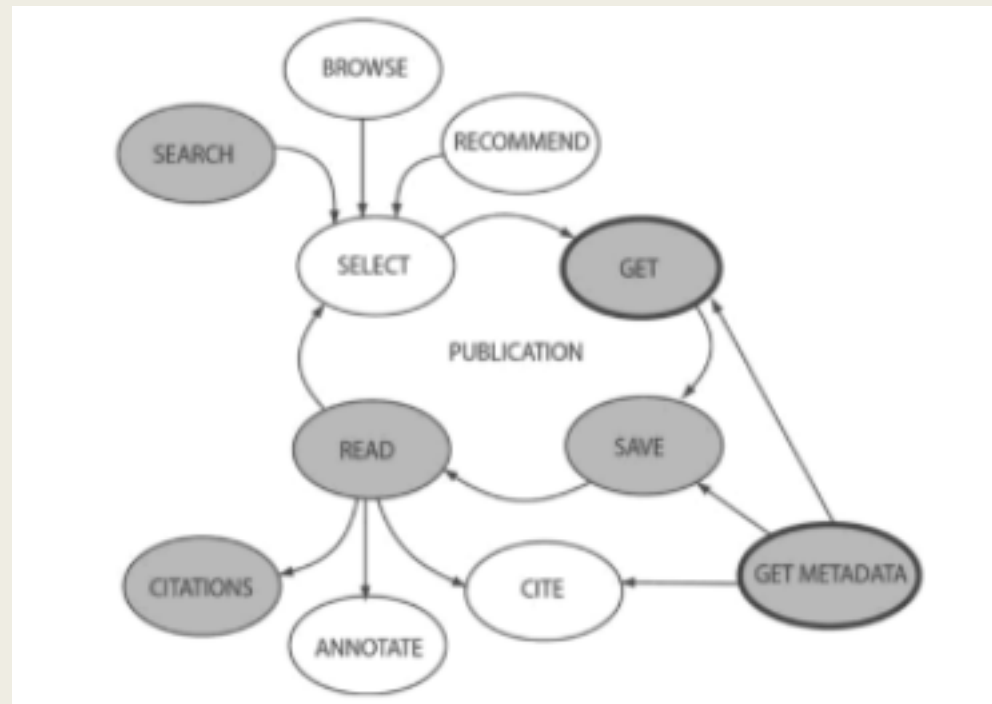 BROWSE
RECOMMEND
SEARCH
SELECT
GET
PUBLICATION
READ
SAVE
CITATIONS
CITE
GET METADATA
ANNOTATE